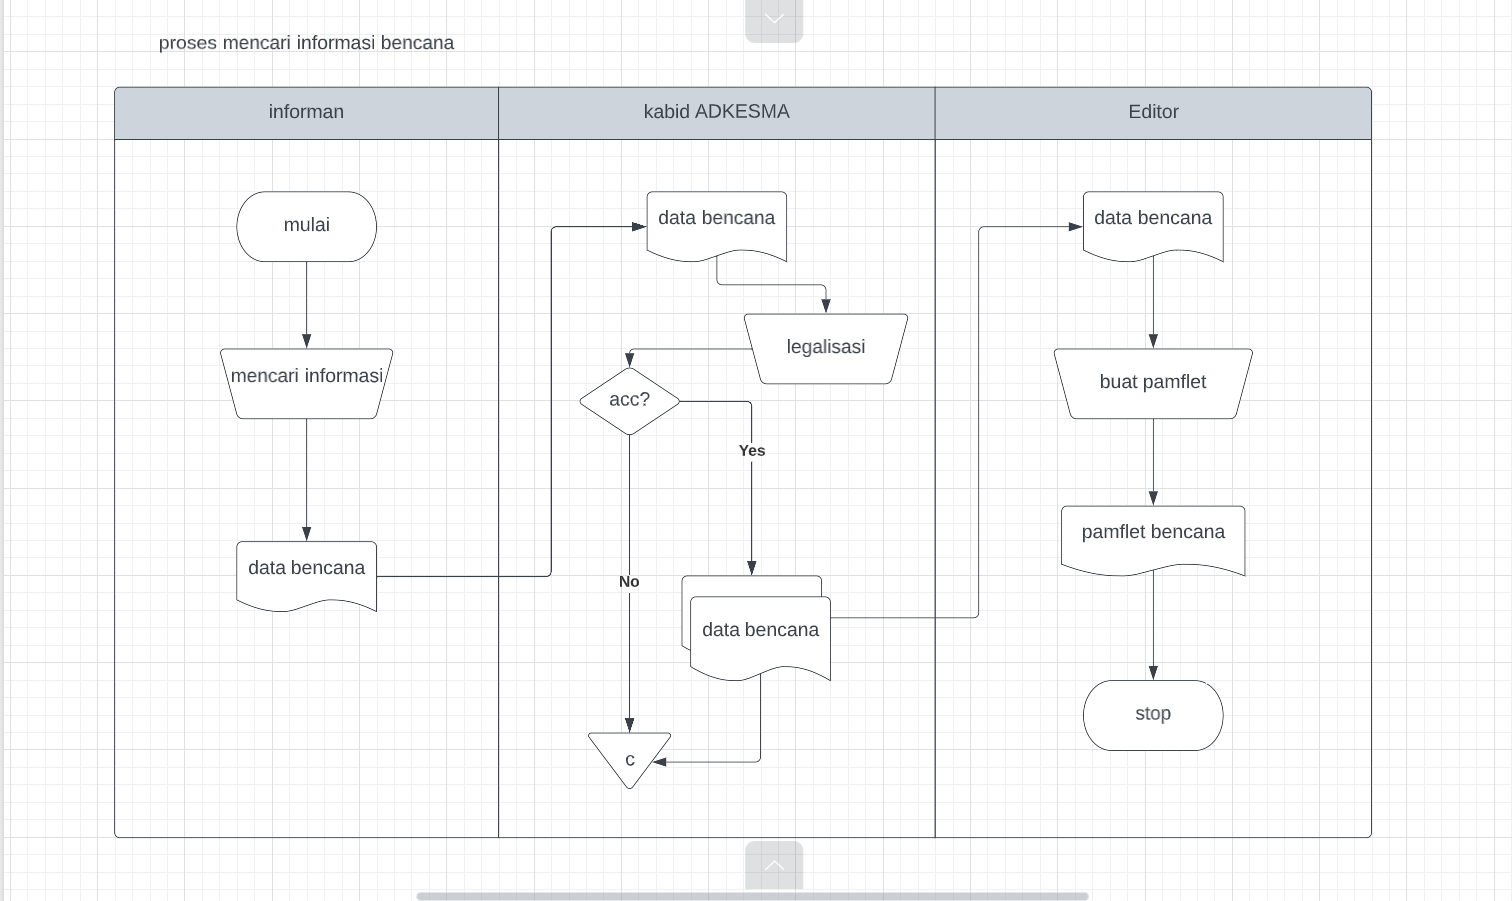 proses mencari informasi bencana
informan
kabid ADKESMA
Editor
mulai
mencari informasi
data bencana
data bencana
legalisasi
acc?
Yes
No
data bencana
c
data bencana
buat pamflet
pamflet bencana
stop